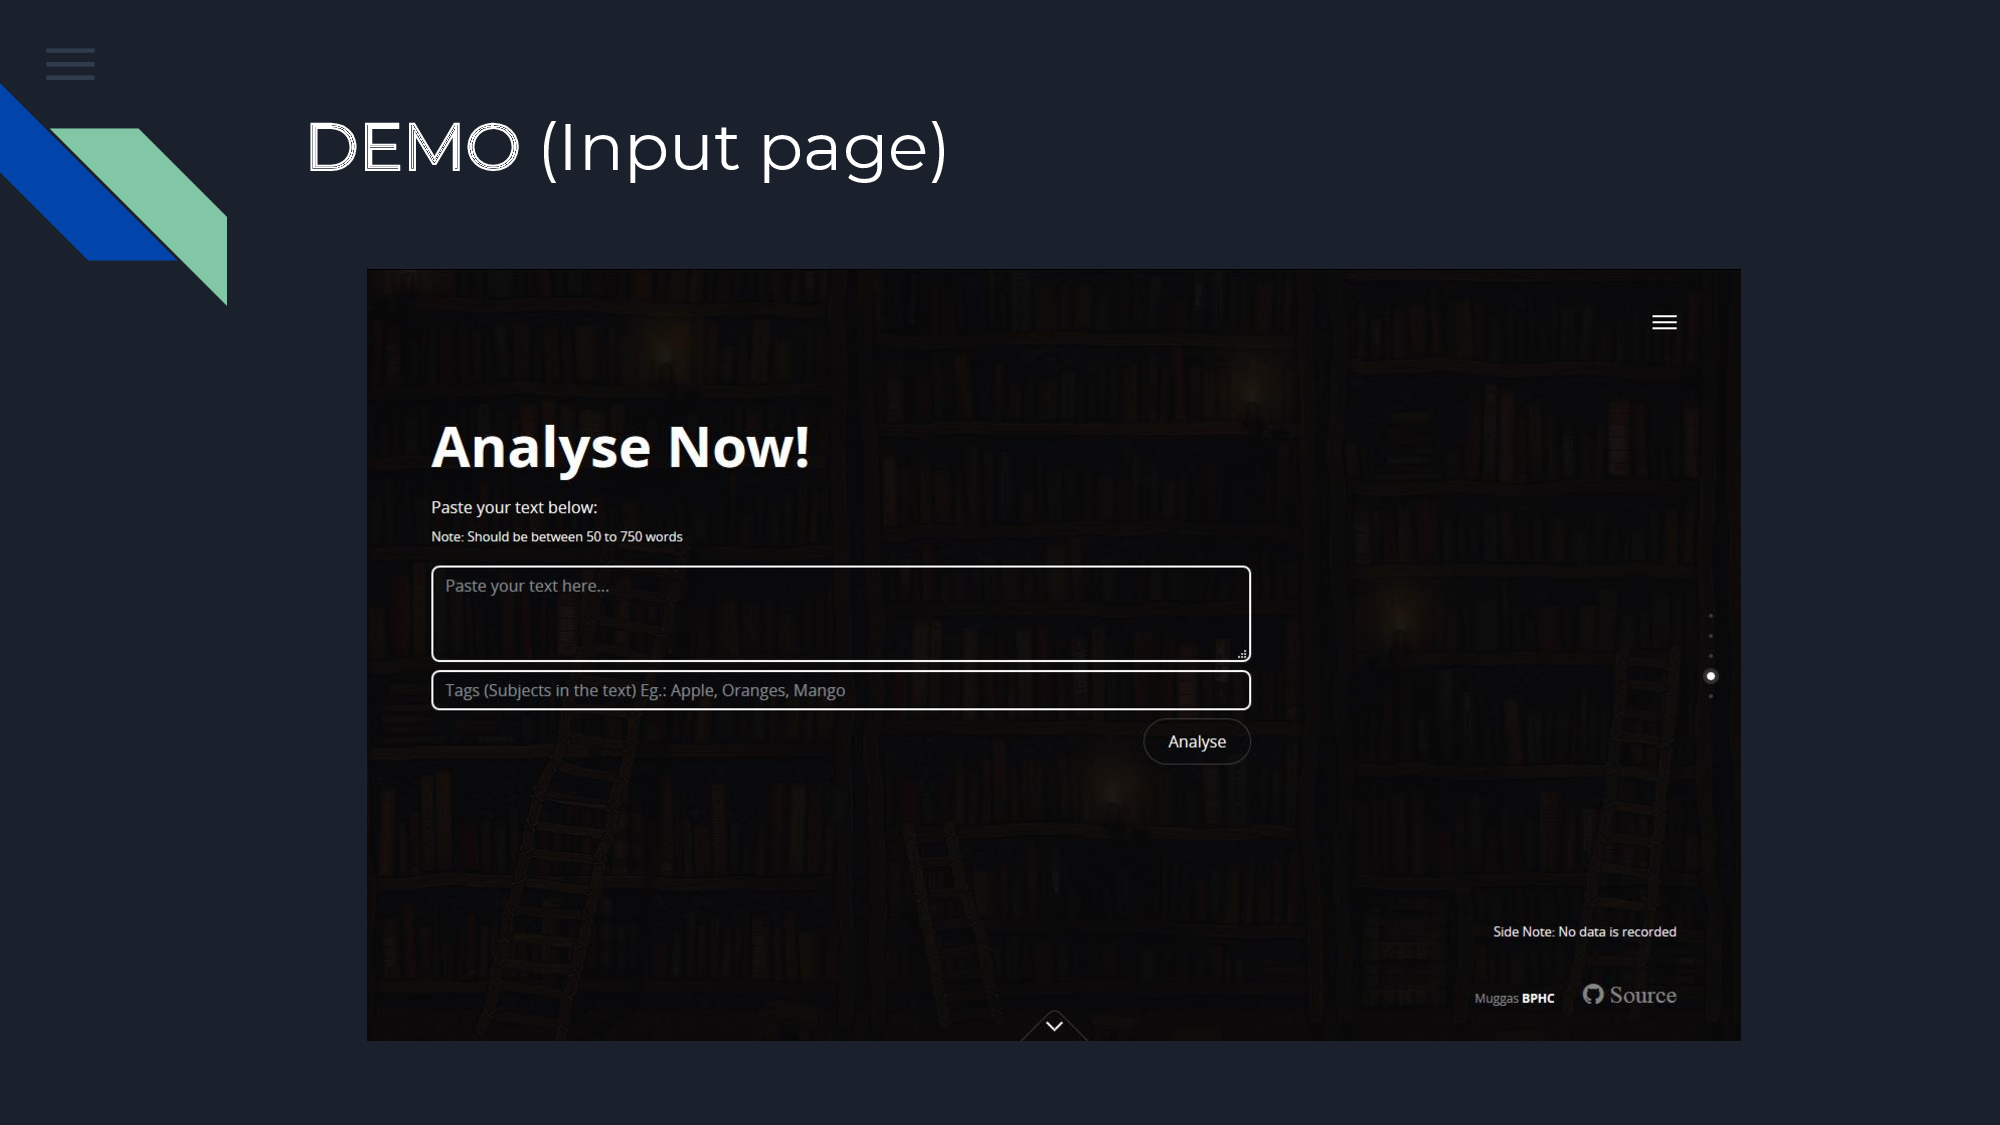 DEMO (Input page)
Analyse Now!
Paste your text below:
Note: Should be between 50 to 750 words
Paste your text here...
Tags (Subjects in the text) Eg.: Apple, Oranges, Mango
Analyse
Side Note: No data is recorded
Muggas BPHC Source